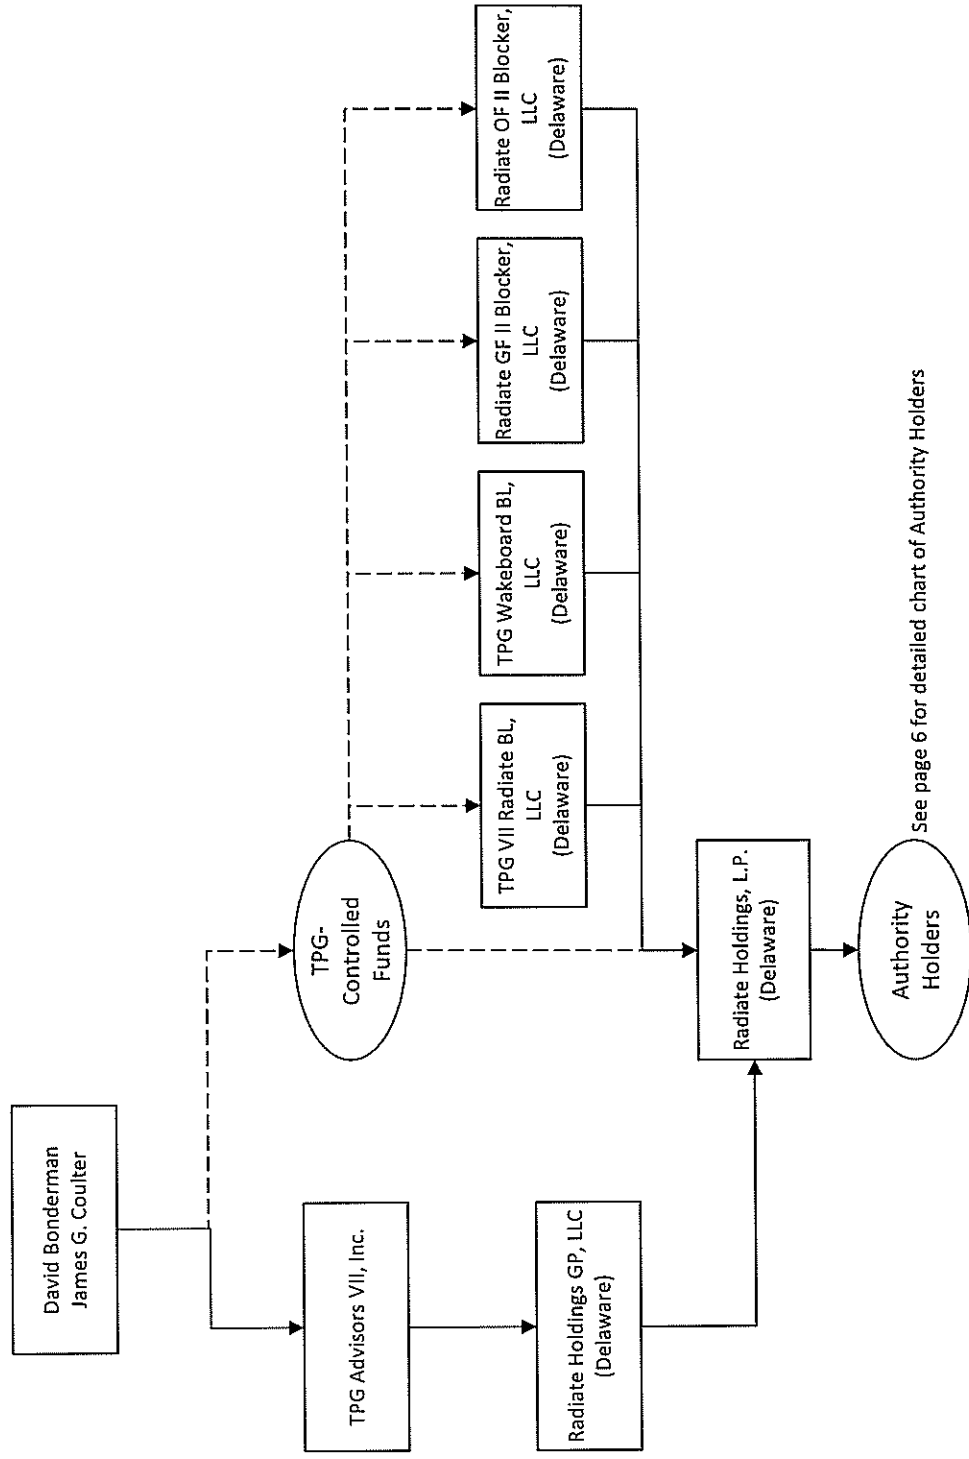 David Bonderman
James G. Coulter
TPG-
Controlled
Funds
TPG Advisors VII, Inc.
TPG VII Radiate BL,
LLC
(Delaware)
TPG Wakeboard BL,
LLC
(Delaware)
Radiate GF II Blocker,
LLC
(Delaware)
Radiate OF II Blocker,
LLC
(Delaware)
Radiate Holdings GP, LLC
(Delaware)
Radiate Holdings, L.P.
(Delaware)
Authority
Holders
See page 6 for detailed chart of Authority Holders